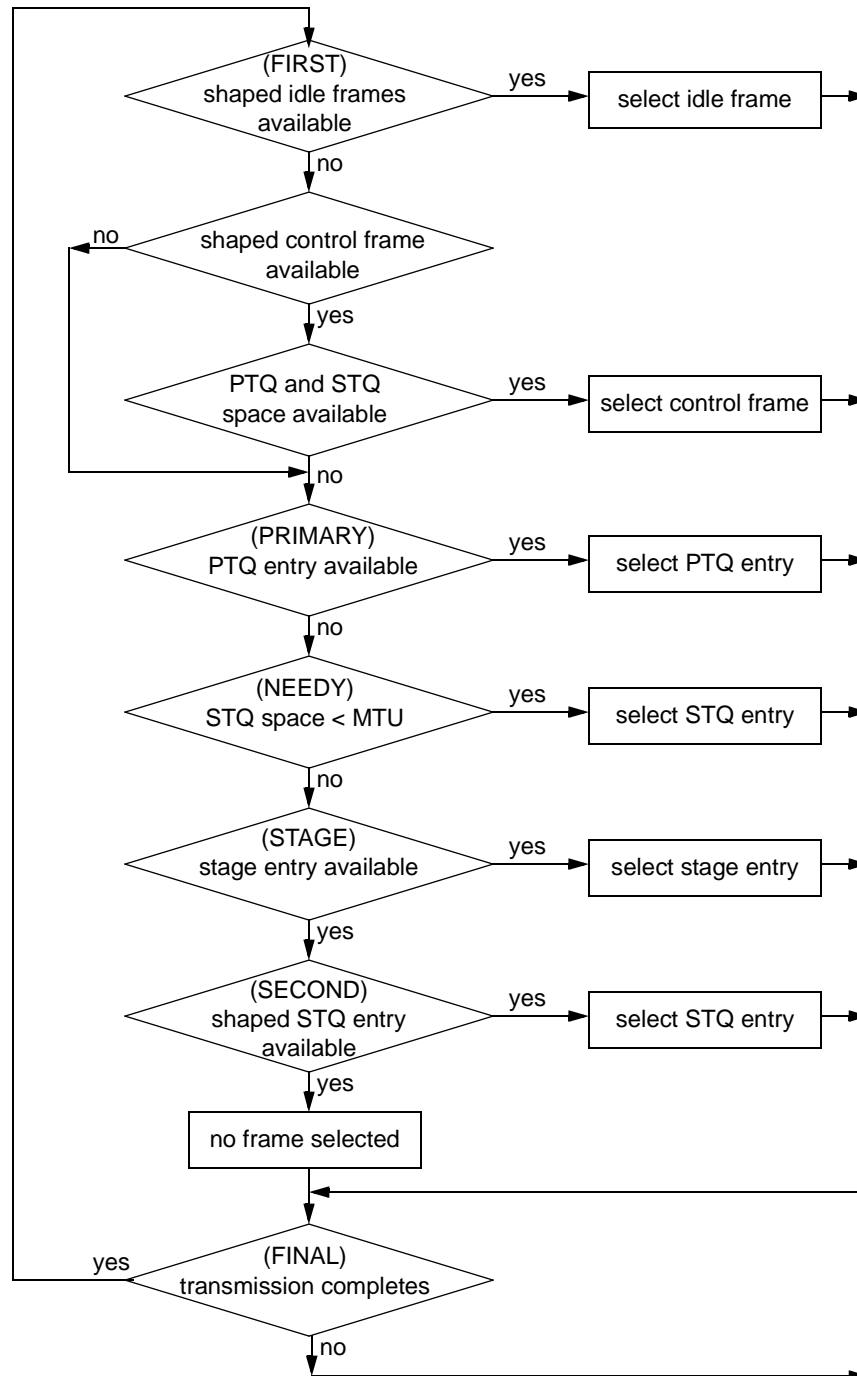 (FIRST)
shaped idle frames
available
yes
select idle frame
no
no
shaped control frame
available
yes
PTQ and STQ
space available
yes
select control frame
no
(PRIMARY)
PTQ entry available
yes
select PTQ entry
no
(NEEDY)
STQ space < MTU
yes
select STQ entry
no
(STAGE)
stage entry available
yes
select stage entry
yes
(SECOND)
shaped STQ entry
available
yes
select STQ entry
yes
no frame selected
yes
(FINAL)
transmission completes
no